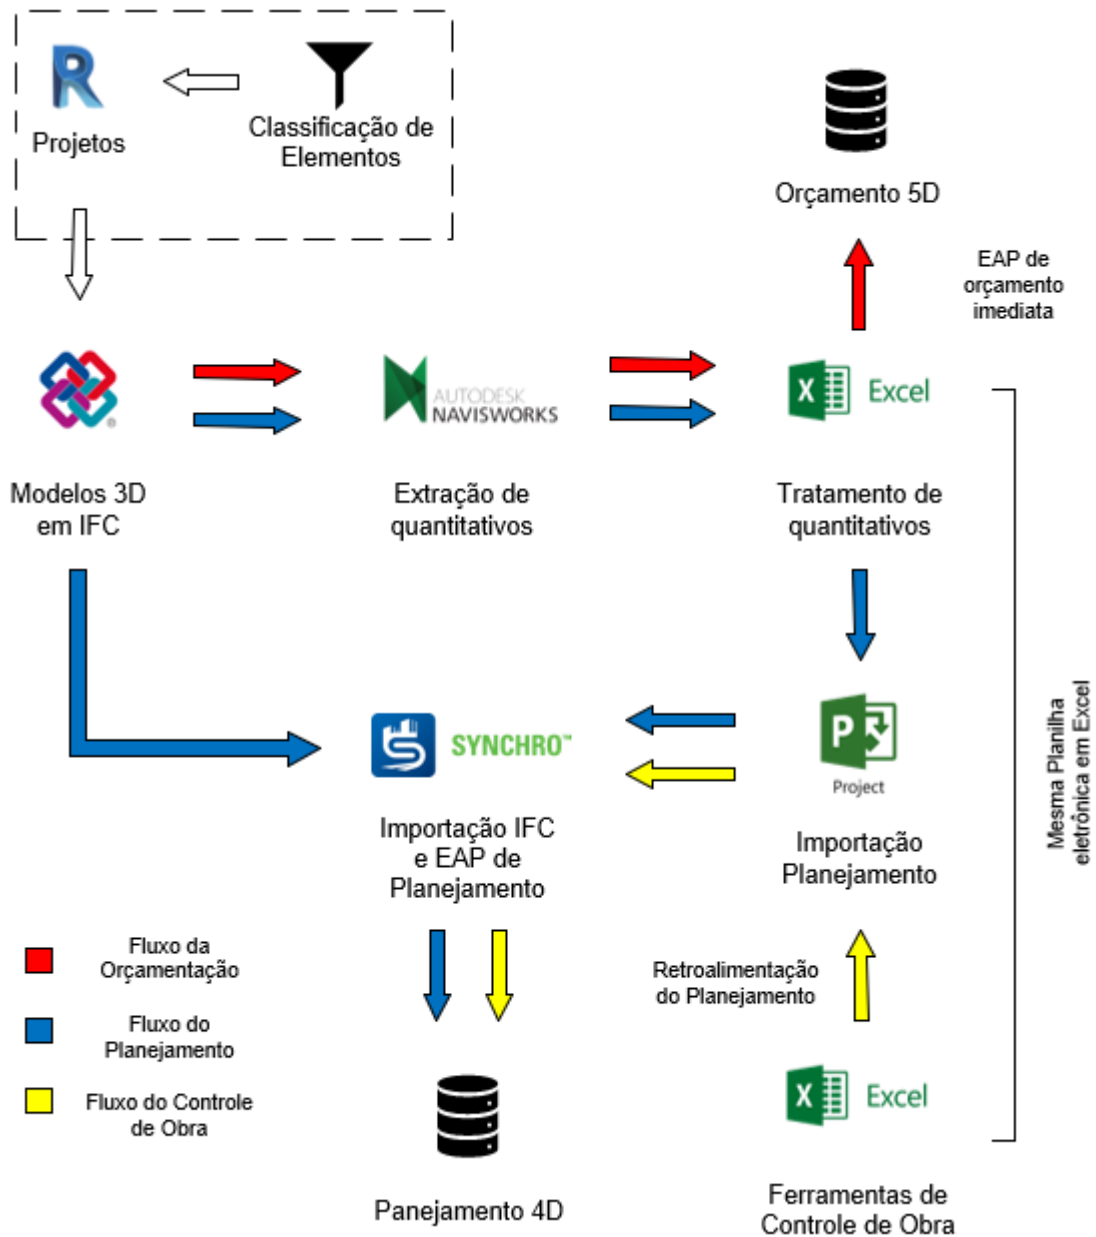 Projetos
Classificação de
Elementos
Orçamento 5D
EAP de
orçamento
imediata
AUTODESK
NAVISWORKS
X
Excel
Modelos 3D
em IFC
®
Extração de
quantitativos
Tratamento de
quantitativos
SYNCHRO™
P
Project
Importação IFC
e EAP de
Planejamento
Importação
Planejamento
Mesma Planilha
eletrônica em Excel
Fluxo da
Orçamentação
Fluxo do
Planejamento
Fluxo do Controle
de Obra
Retroalimentação
do Planejamento
X
Excel
Panejamento 4D
Ferramentas de
Controle de Obra